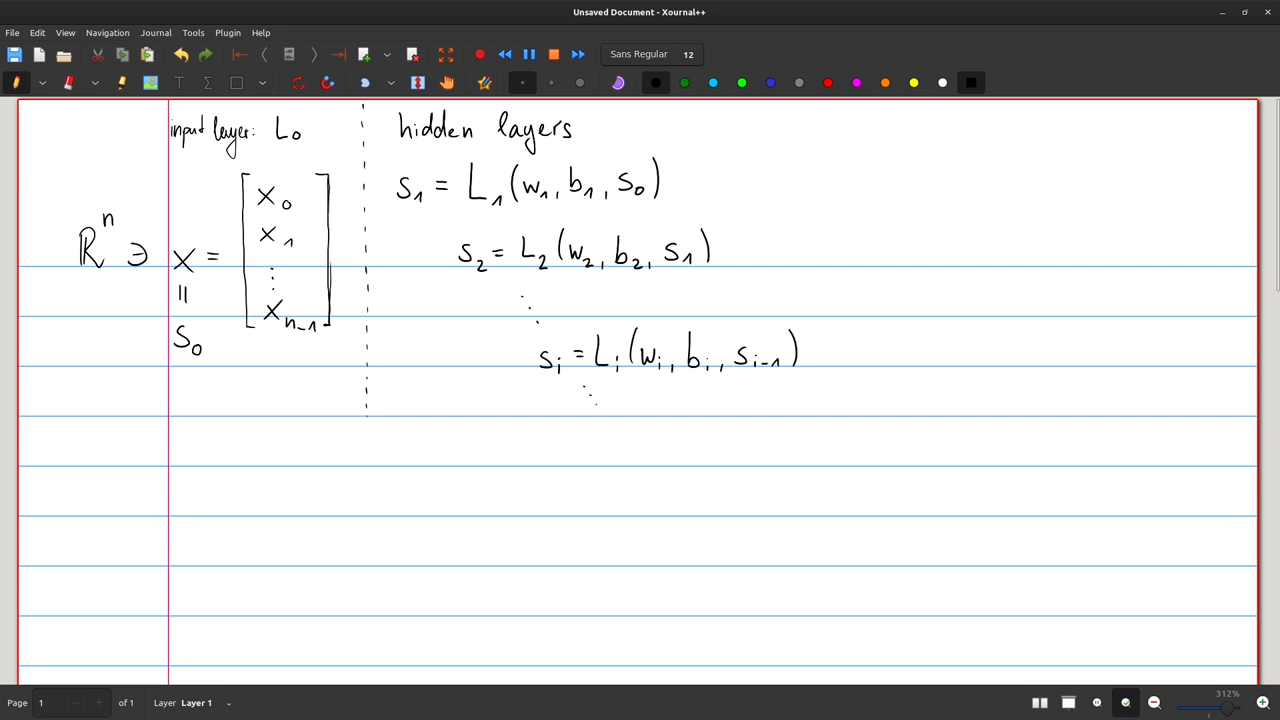 Unsaved Document - Xournal++
File Edit View Navigation Journal Tools Plugin Help
Sans Regular 12
input layer: L₀
hidden layers
ℝⁿ ∋ x = [x₀ x₁ ⋮ xₙ₋₁]
=
s₀
s₁ = L₁(w₁, b₁, s₀)
s₂ = L₂(w₂, b₂, s₁)
⋱
sᵢ = Lᵢ(wᵢ, bᵢ, sᵢ₋₁)
⋱
Page 1 of 1 Layer Layer 1
312%